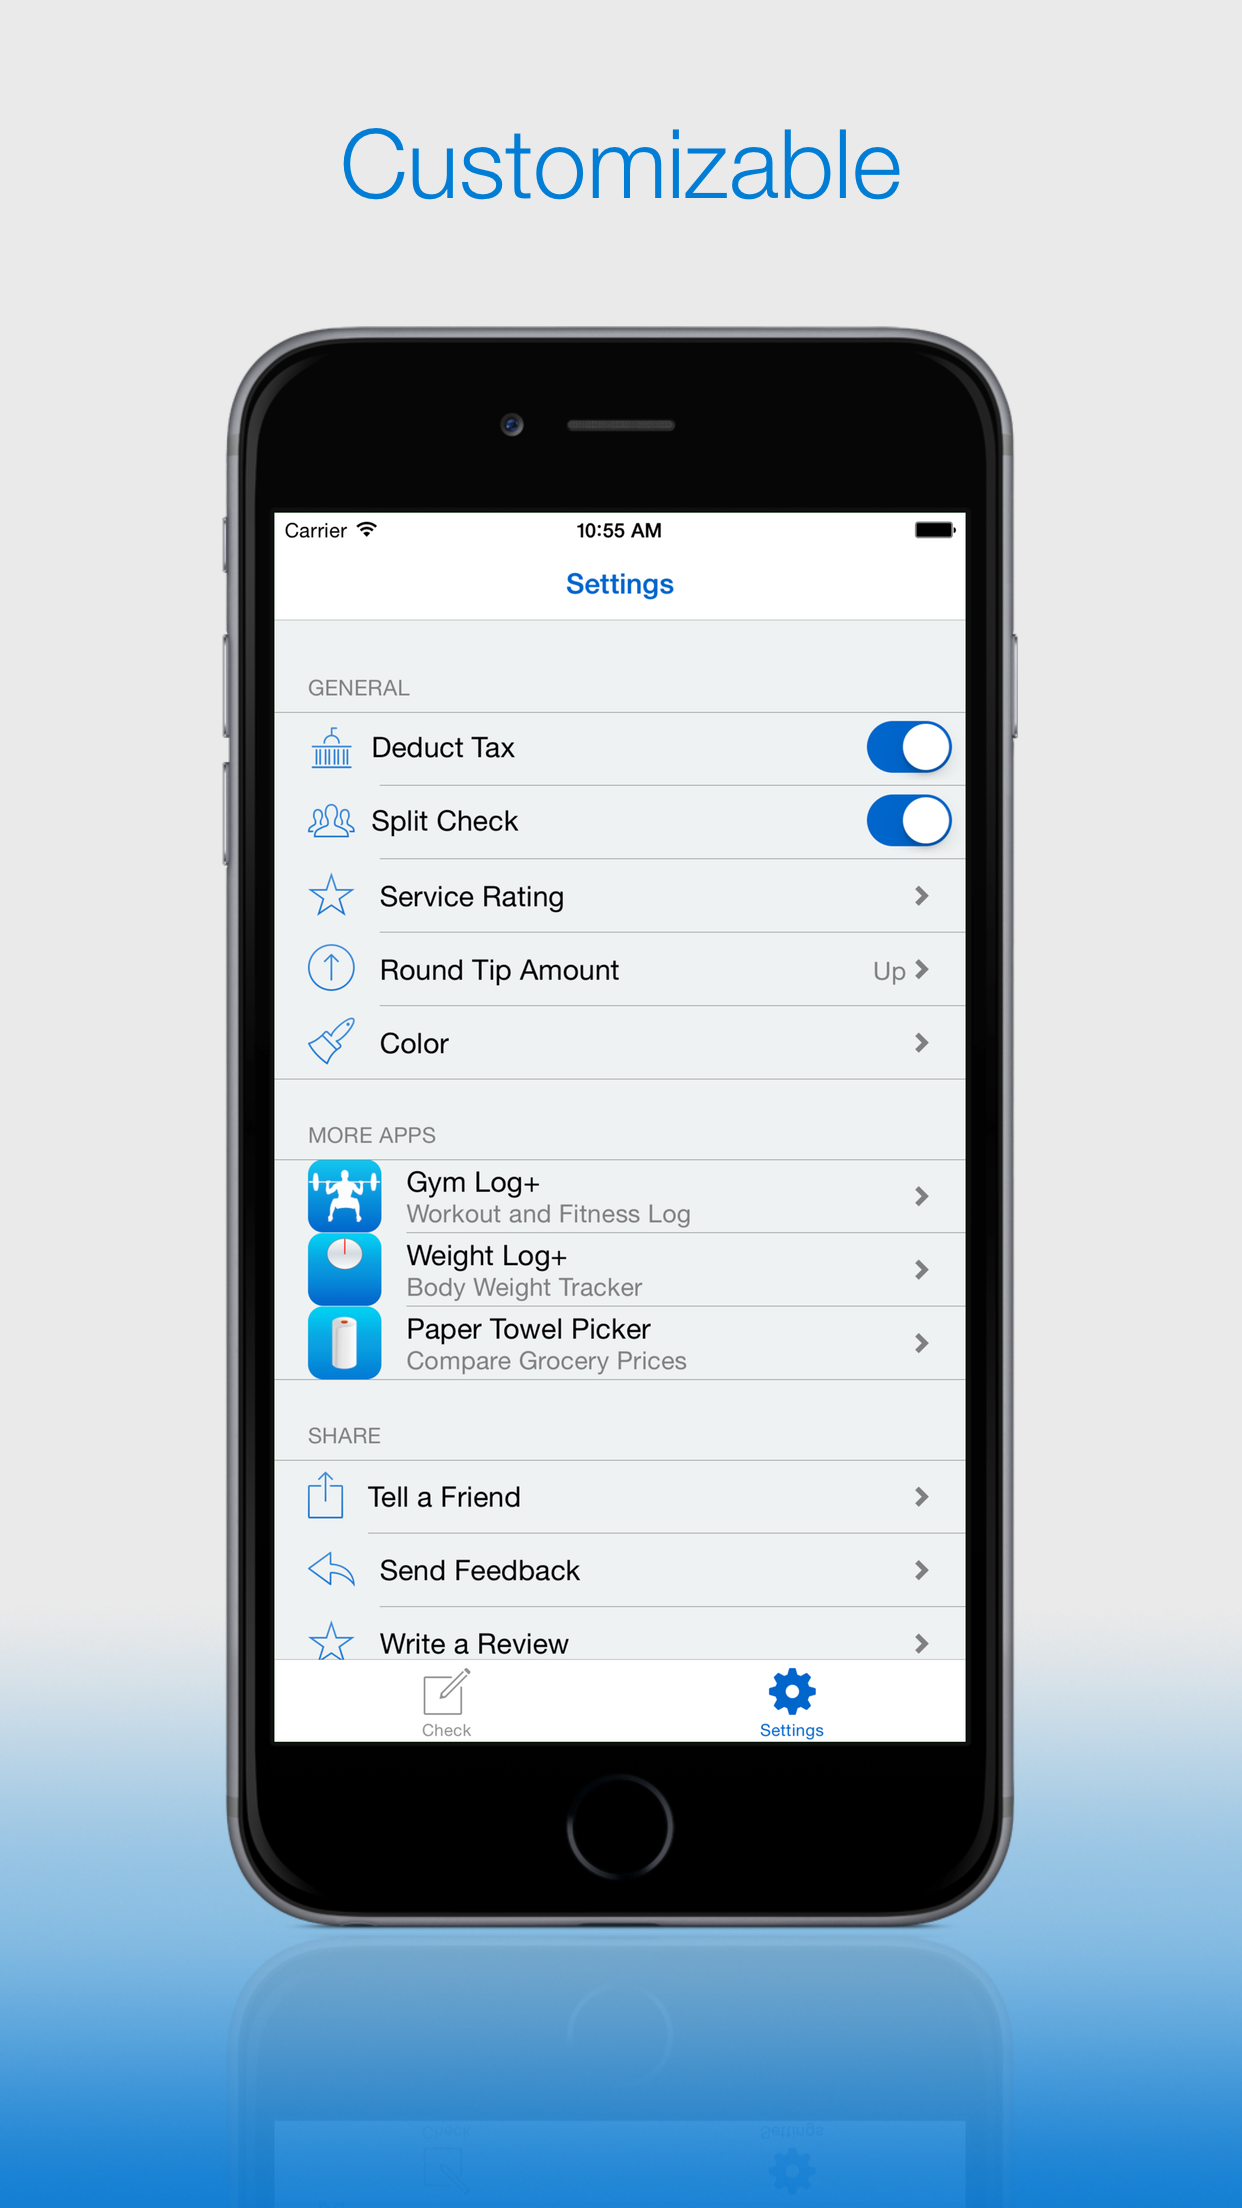 Customizable
Carrier 10:55 AM
Settings
GENERAL
Deduct Tax
Split Check
Service Rating
Round Tip Amount Up
Color
MORE APPS
Gym Log+
Workout and Fitness Log
Weight Log+
Body Weight Tracker
Paper Towel Picker
Compare Grocery Prices
SHARE
Tell a Friend
Send Feedback
Write a Review
Check Settings
Check Settings